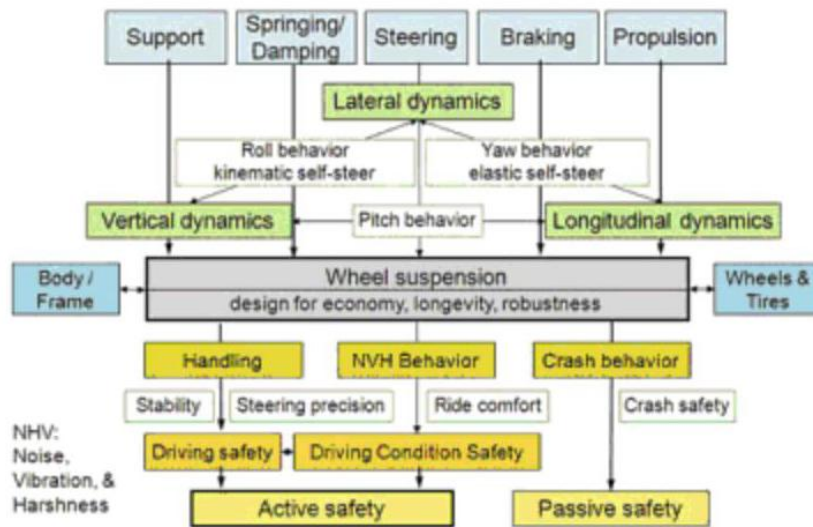 Support
Springing/
Damping
Steering
Braking
Propulsion
Lateral dynamics
Roll behavior
kinematic self-steer
Yaw behavior
elastic self-steer
Vertical dynamics
Pitch behavior
Longitudinal dynamics
Body /
Frame
Wheel suspension
design for economy, longevity, robustness
Wheels &
Tires
Handling
NVH Behavior
Crash behavior
Stability
Steering precision
Ride comfort
Crash safety
NHV:
Noise,
Vibration, &
Harshness
Driving safety
Driving Condition Safety
Active safety
Passive safety